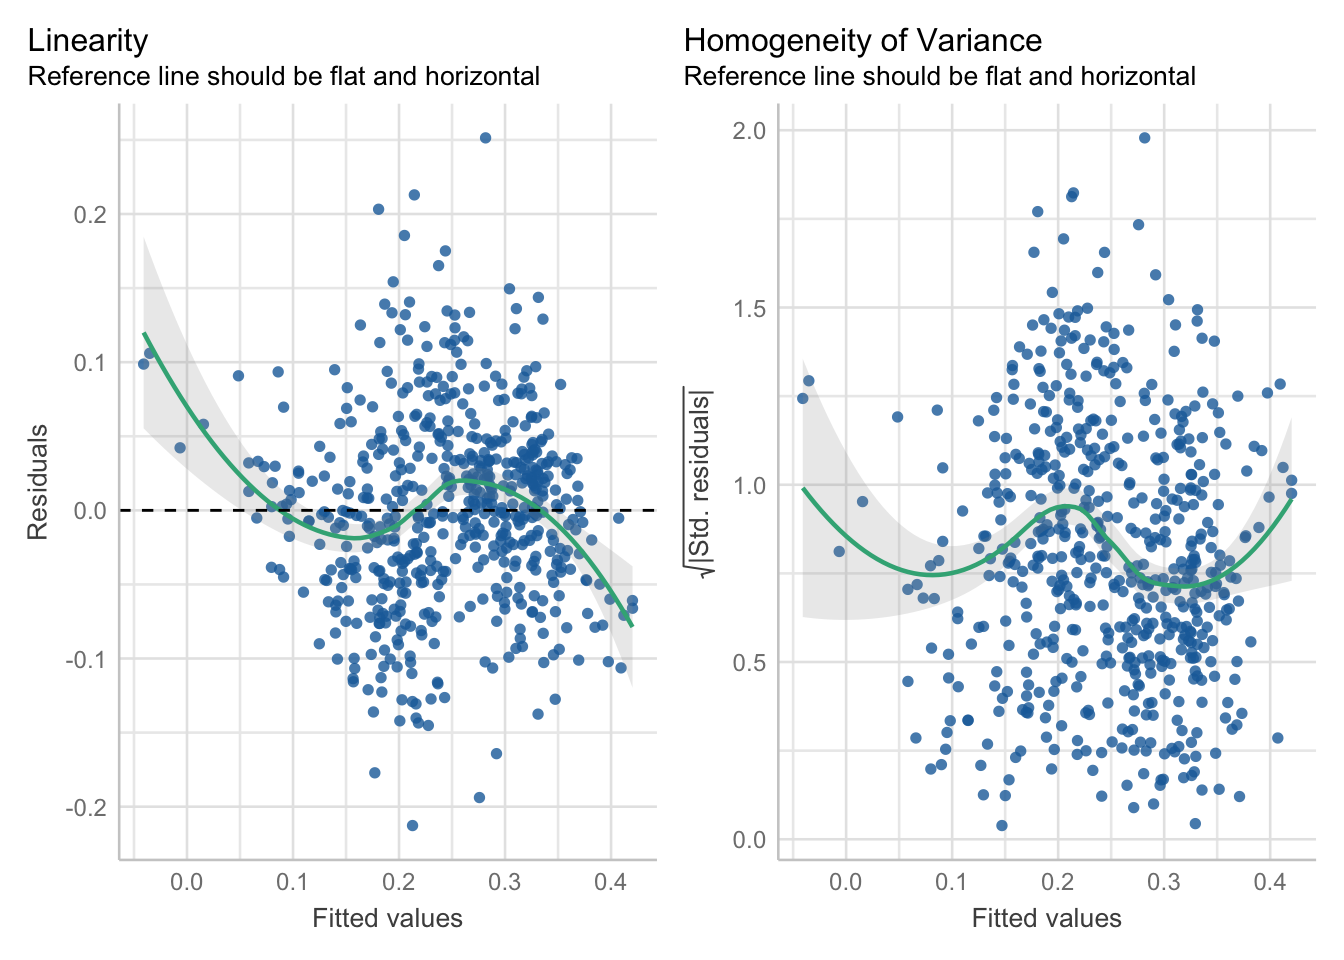 Linearity
Reference line should be flat and horizontal
0.2
0.1
0.0
-0.1
-0.2
Residuals
0.0 0.1 0.2 0.3 0.4
Fitted values
Homogeneity of Variance
Reference line should be flat and horizontal
2.0
1.5
1.0
0.5
0.0
√|Std. residuals|
0.0 0.1 0.2 0.3 0.4
Fitted values